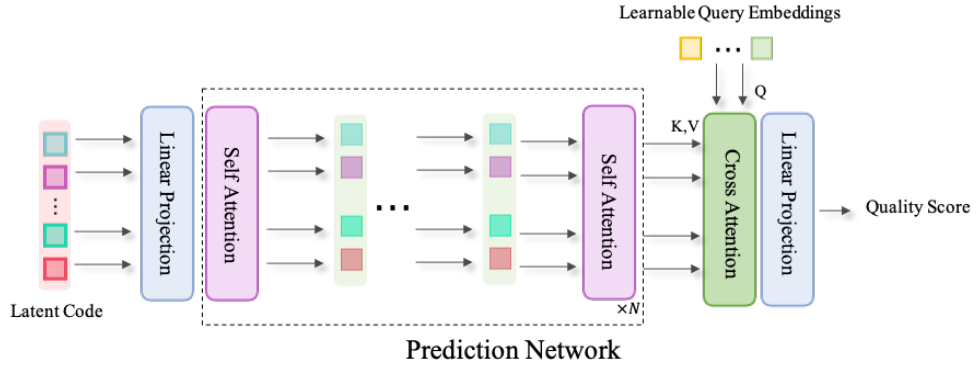 Learnable Query Embeddings
Q
K,V
Linear Projection
Self Attention
Self Attention
Cross Attention
Linear Projection
Quality Score
Latent Code
×N
Prediction Network